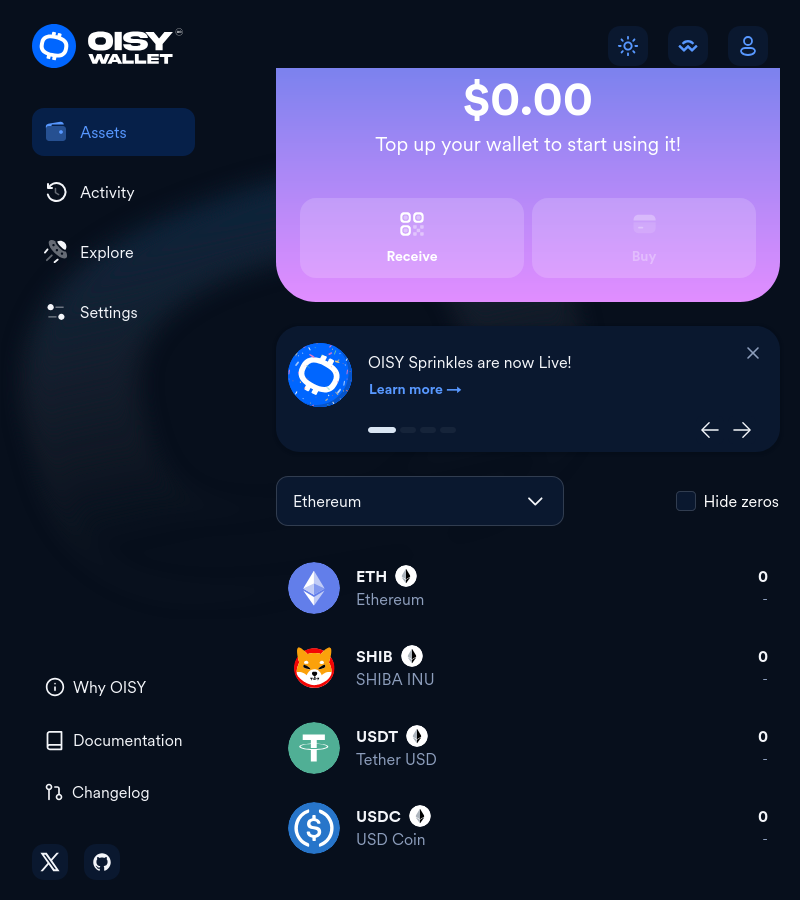 OISY
WALLET
Assets
Activity
Explore
Settings
Why OISY
Documentation
Changelog
$0.00
Top up your wallet to start using it!
Receive
Buy
OISY Sprinkles are now Live!
Learn more →
Ethereum
Hide zeros
ETH
0
Ethereum
-
SHIB
0
SHIBA INU
-
USDT
0
Tether USD
-
USDC
0
USD Coin
-